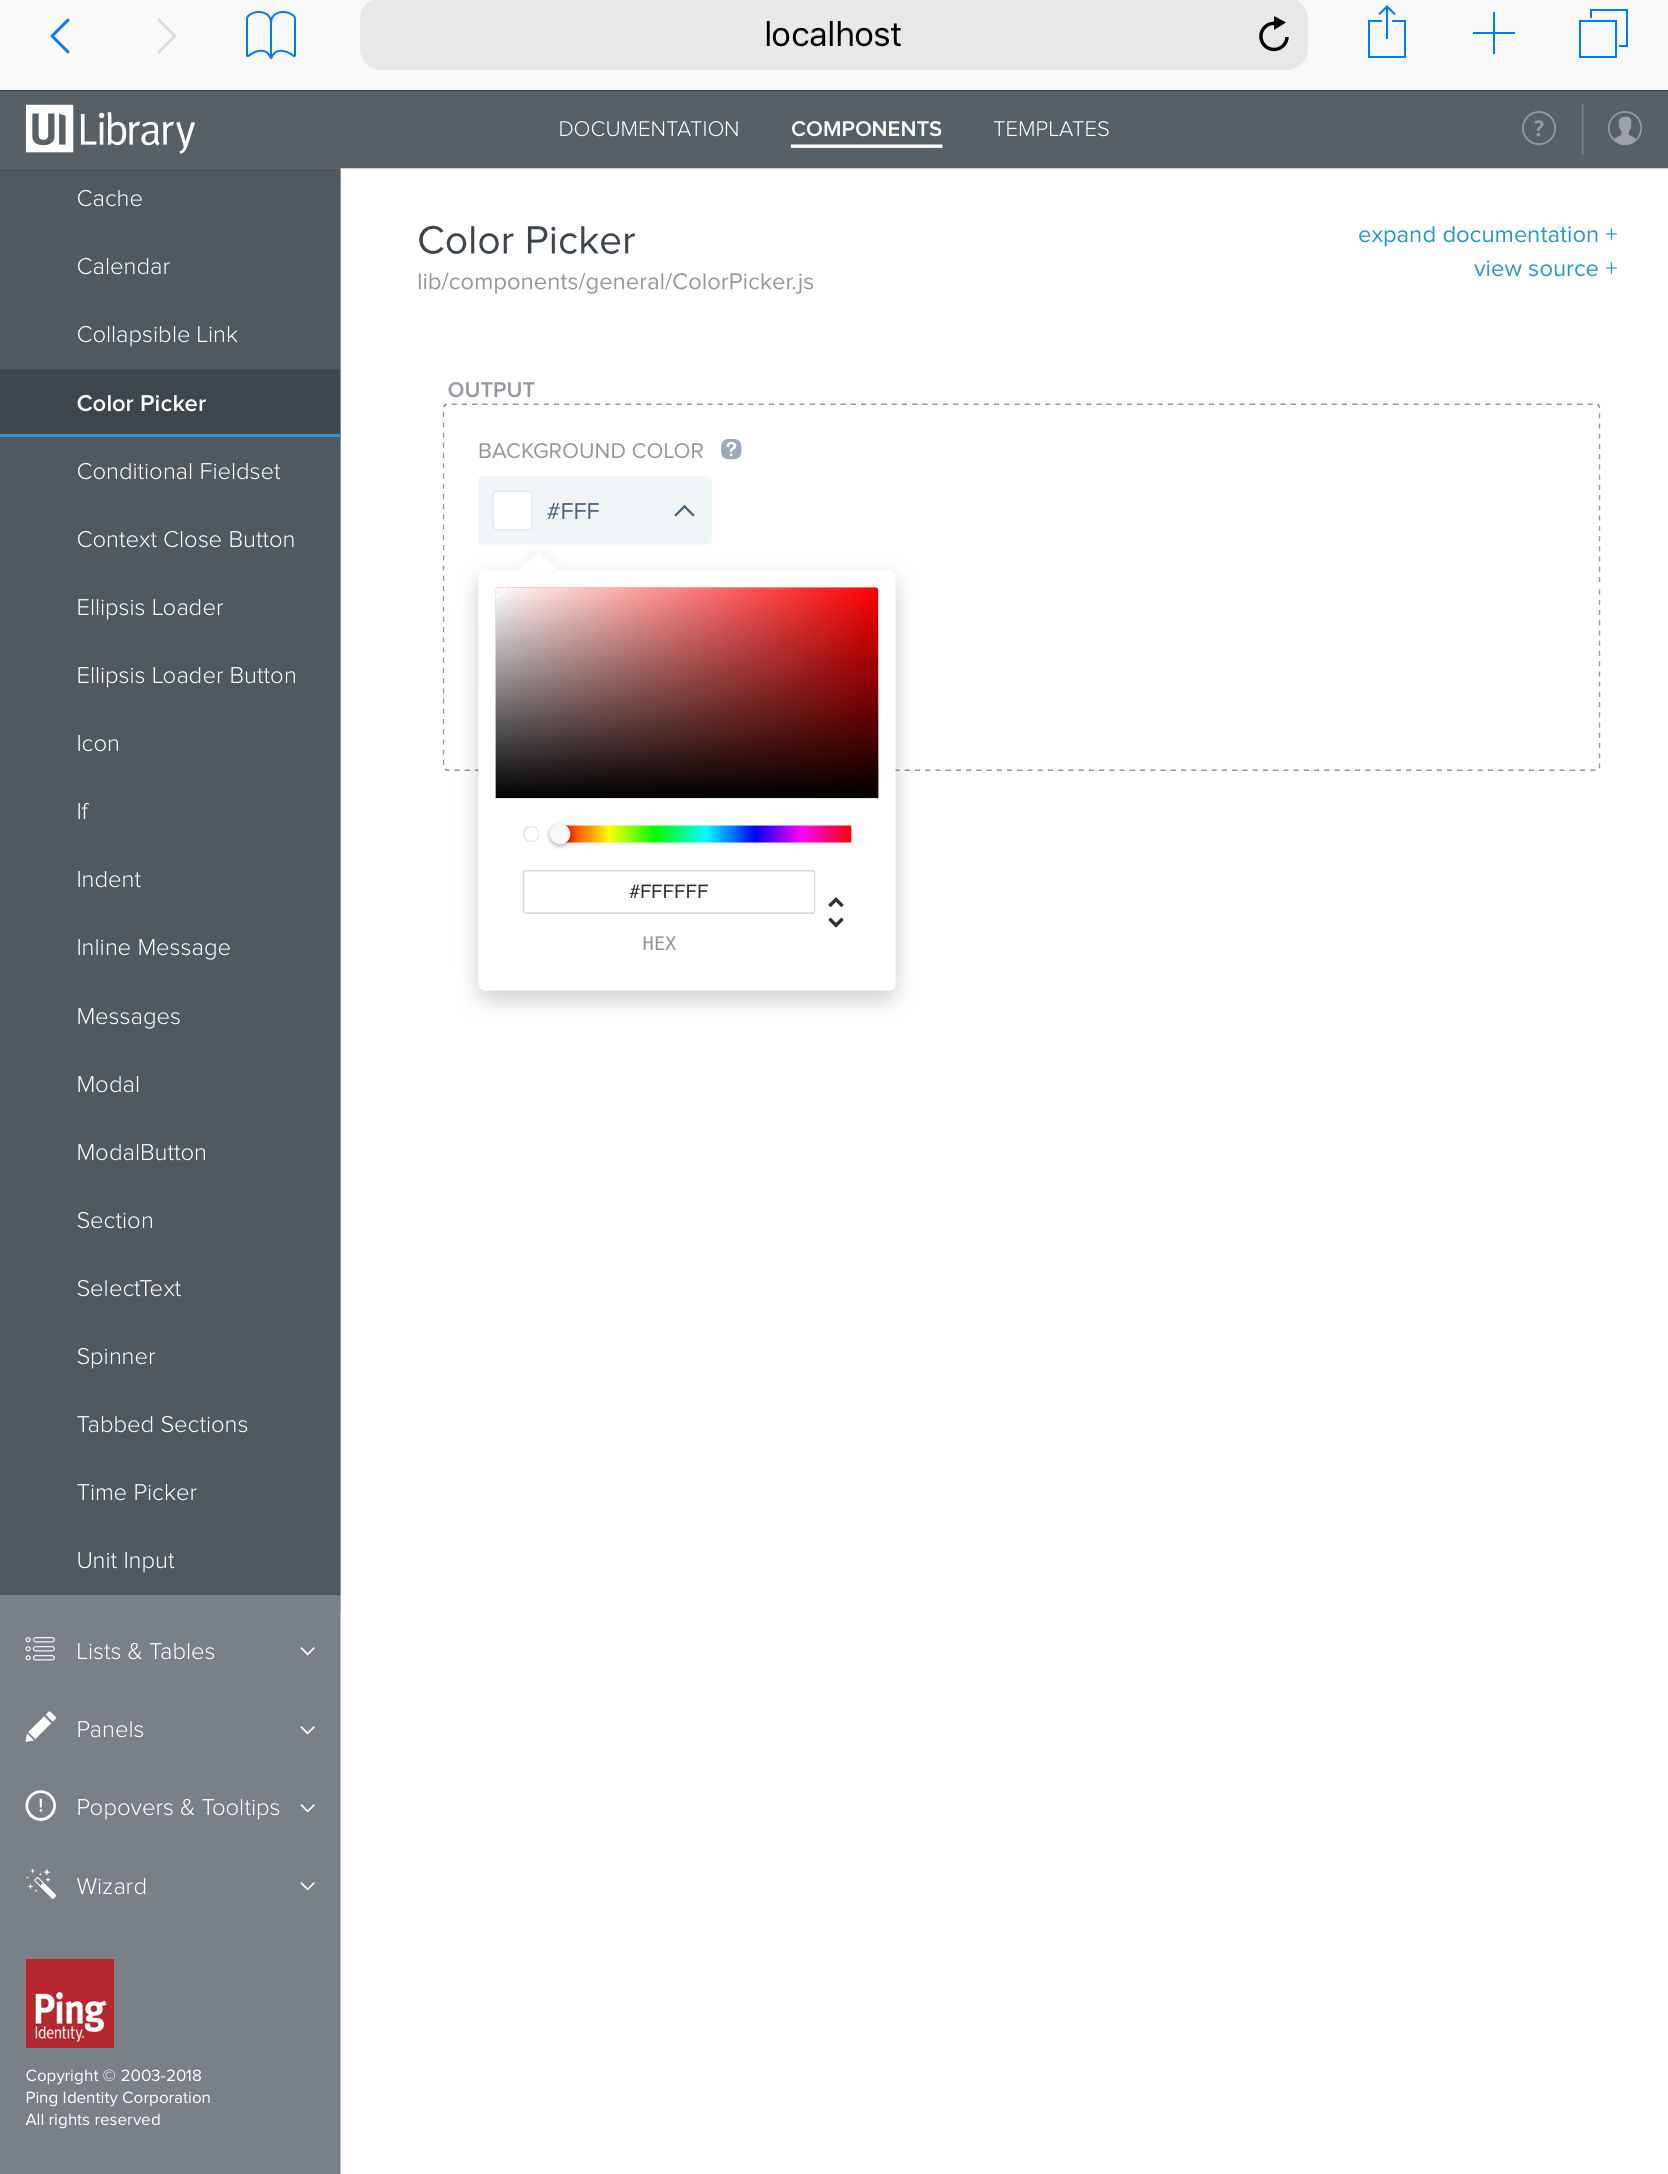 localhost
UI Library
DOCUMENTATION
COMPONENTS
TEMPLATES
?
Cache
Calendar
Collapsible Link
Color Picker
Conditional Fieldset
Context Close Button
Ellipsis Loader
Ellipsis Loader Button
Icon
If
Indent
Inline Message
Messages
Modal
ModalButton
Section
SelectText
Spinner
Tabbed Sections
Time Picker
Unit Input
Lists & Tables
Panels
Popovers & Tooltips
Wizard
Ping
Identity.
Copyright © 2003-2018
Ping Identity Corporation
All rights reserved
Color Picker
lib/components/general/ColorPicker.js
expand documentation +
view source +
OUTPUT
BACKGROUND COLOR ?
#FFF
#FFFFFF
HEX